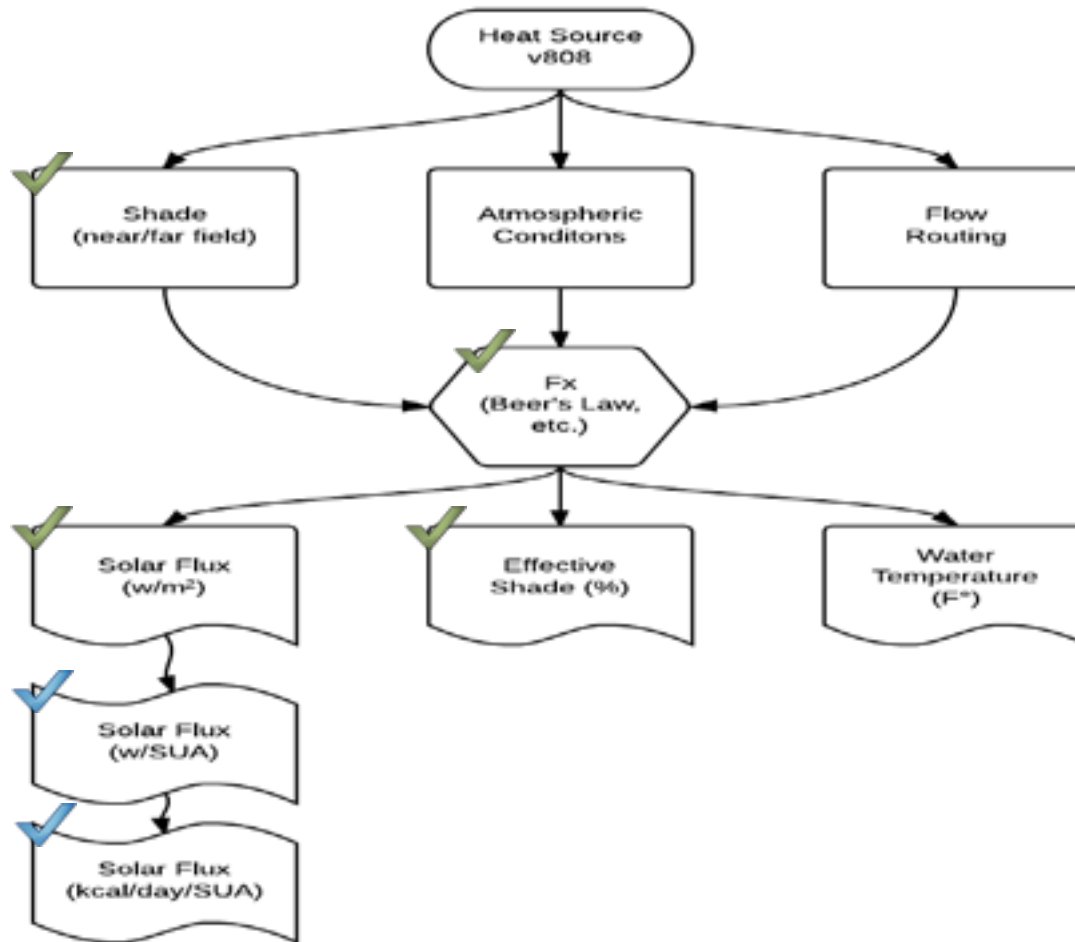 Heat Source
v808
Shade
(near/far field)
Atmospheric
Conditons
Flow
Routing
Fx
(Beer's Law,
etc.)
Solar Flux
(w/m²)
Effective
Shade (%)
Water
Temperature
(F°)
Solar Flux
(w/SUA)
Solar Flux
(kcal/day/SUA)